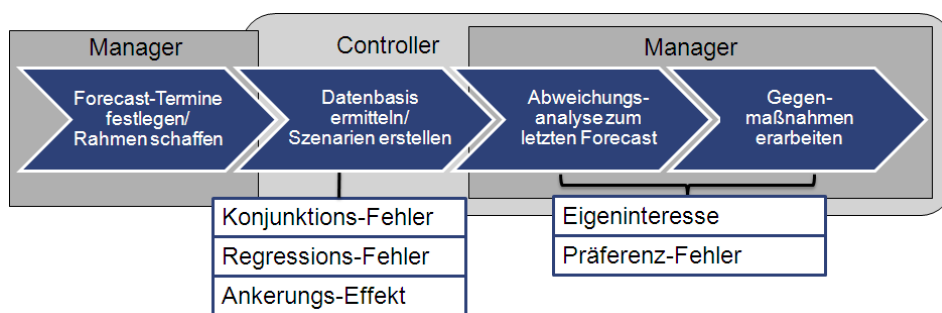 Manager
Controller
Manager
Forecast-Termine
festlegen/
Rahmen schaffen
Datenbasis
ermitteln/
Szenarien erstellen
Abweichungs-
analyse zum
letzten Forecast
Gegen-
maßnahmen
erarbeiten
Konjunktions-Fehler
Regressions-Fehler
Ankerungs-Effekt
Eigeninteresse
Präferenz-Fehler